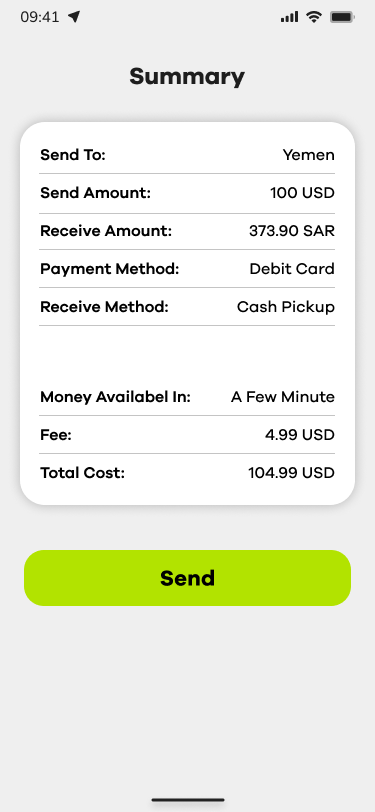 09:41
Summary
Send To: Yemen
Send Amount: 100 USD
Receive Amount: 373.90 SAR
Payment Method: Debit Card
Receive Method: Cash Pickup
Money Availabel In: A Few Minute
Fee: 4.99 USD
Total Cost: 104.99 USD
Send